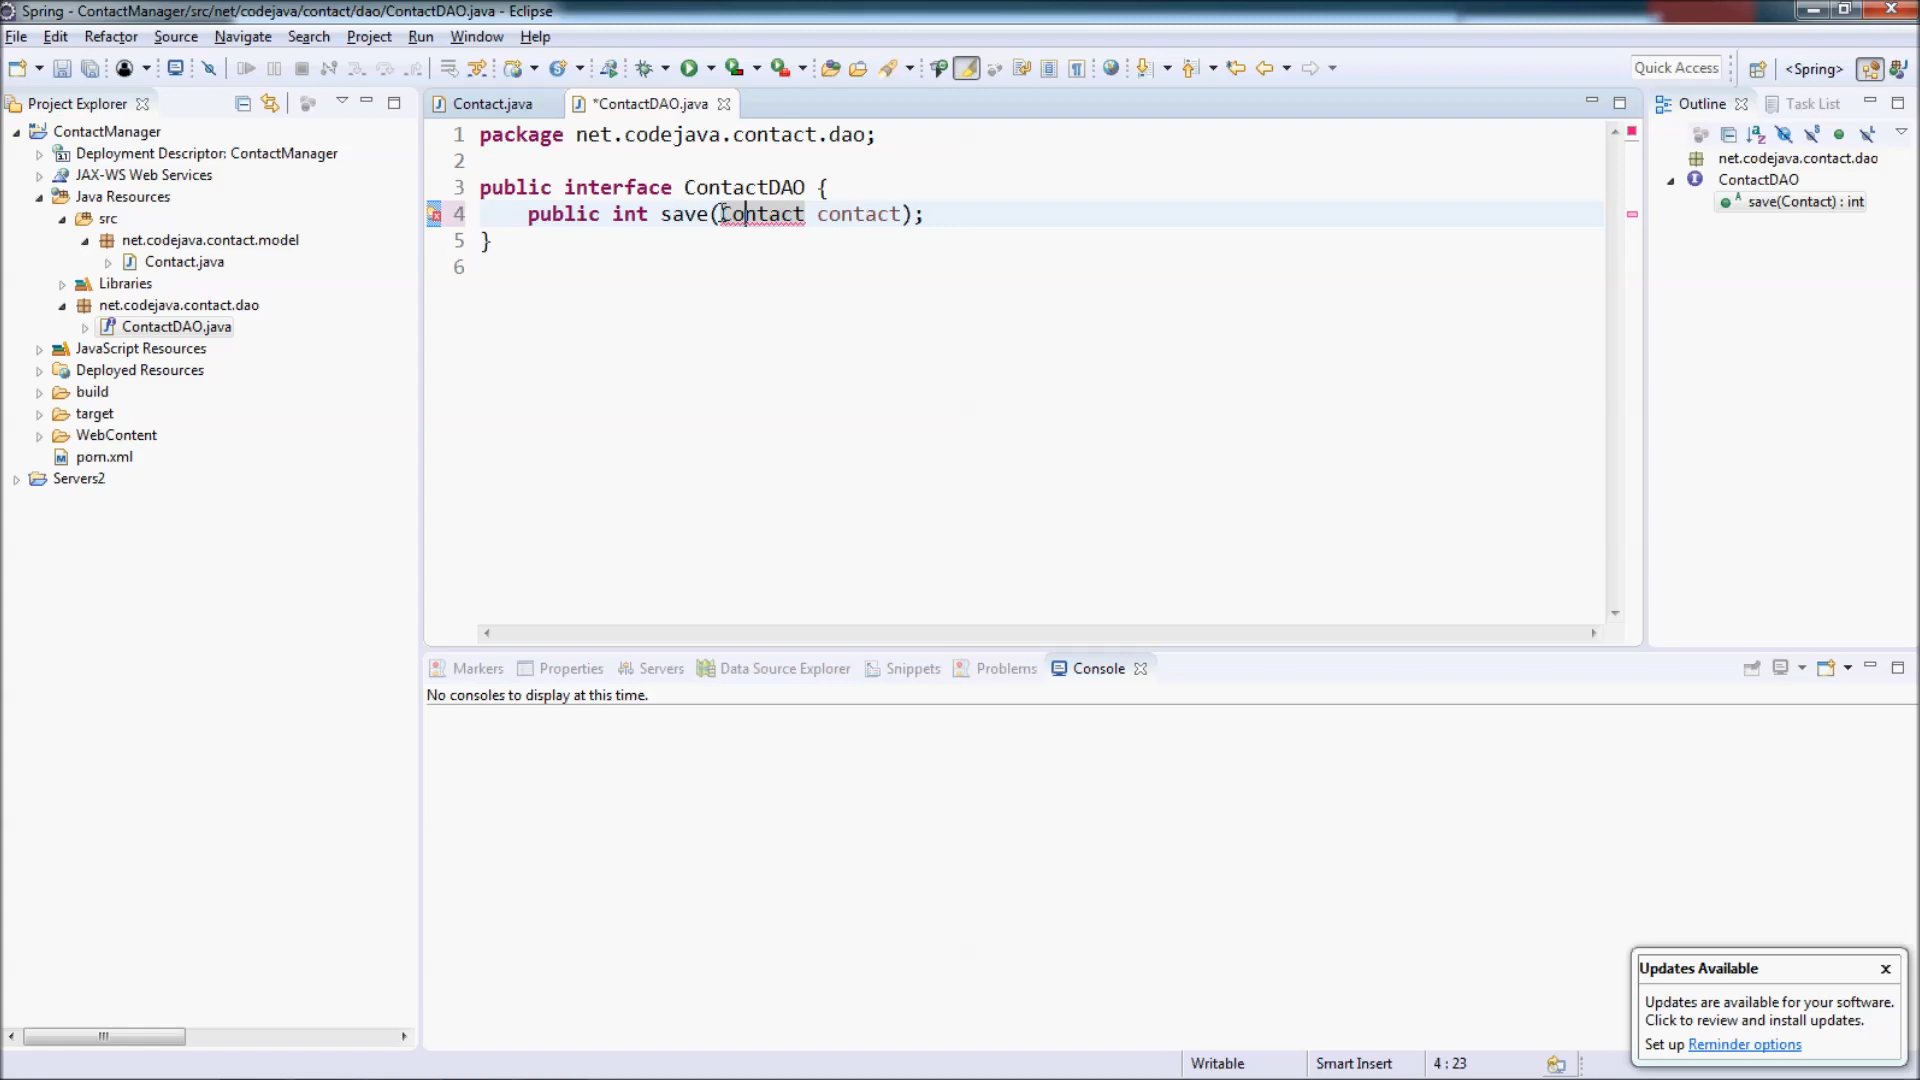 Spring - ContactManager/src/net/codejava/contact/dao/ContactDAO.java - Eclipse
File Edit Refactor Source Navigate Search Project Run Window Help
Quick Access
<Spring>
Project Explorer
ContactManager
Deployment Descriptor: ContactManager
JAX-WS Web Services
Java Resources
src
net.codejava.contact.model
Contact.java
Libraries
net.codejava.contact.dao
ContactDAO.java
JavaScript Resources
Deployed Resources
build
target
WebContent
pom.xml
Servers2
Contact.java
*ContactDAO.java
1 package net.codejava.contact.dao;
2
3 public interface ContactDAO {
4 public int save(Contact contact);
5 }
6
Outline
Task List
net.codejava.contact.dao
ContactDAO
save(Contact) : int
Markers Properties Servers Data Source Explorer Snippets Problems Console
No consoles to display at this time.
Updates Available
Updates are available for your software.
Click to review and install updates.
Set up Reminder options
Writable Smart Insert 4 : 23